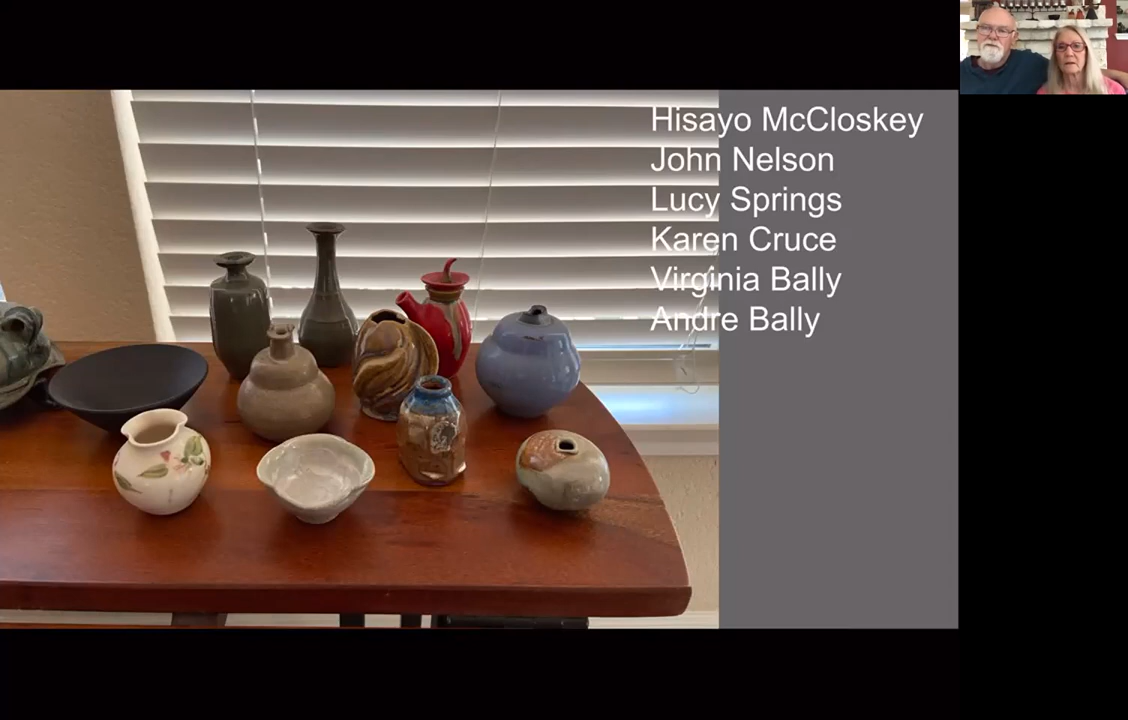 Hisayo McCloskey
John Nelson
Lucy Springs
Karen Cruce
Virginia Bally
Andre Bally